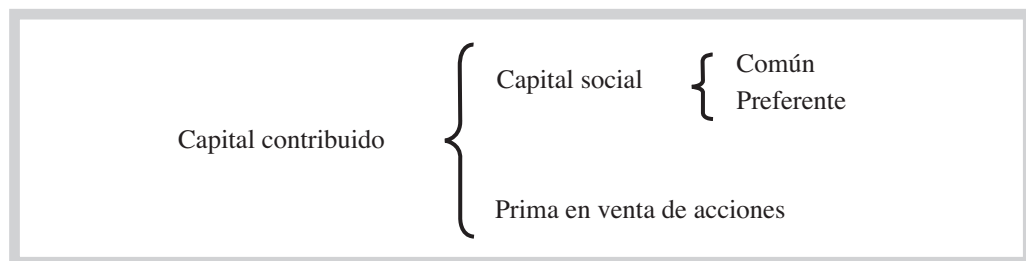 Común
Capital social
Preferente
Capital contribuido
Prima en venta de acciones